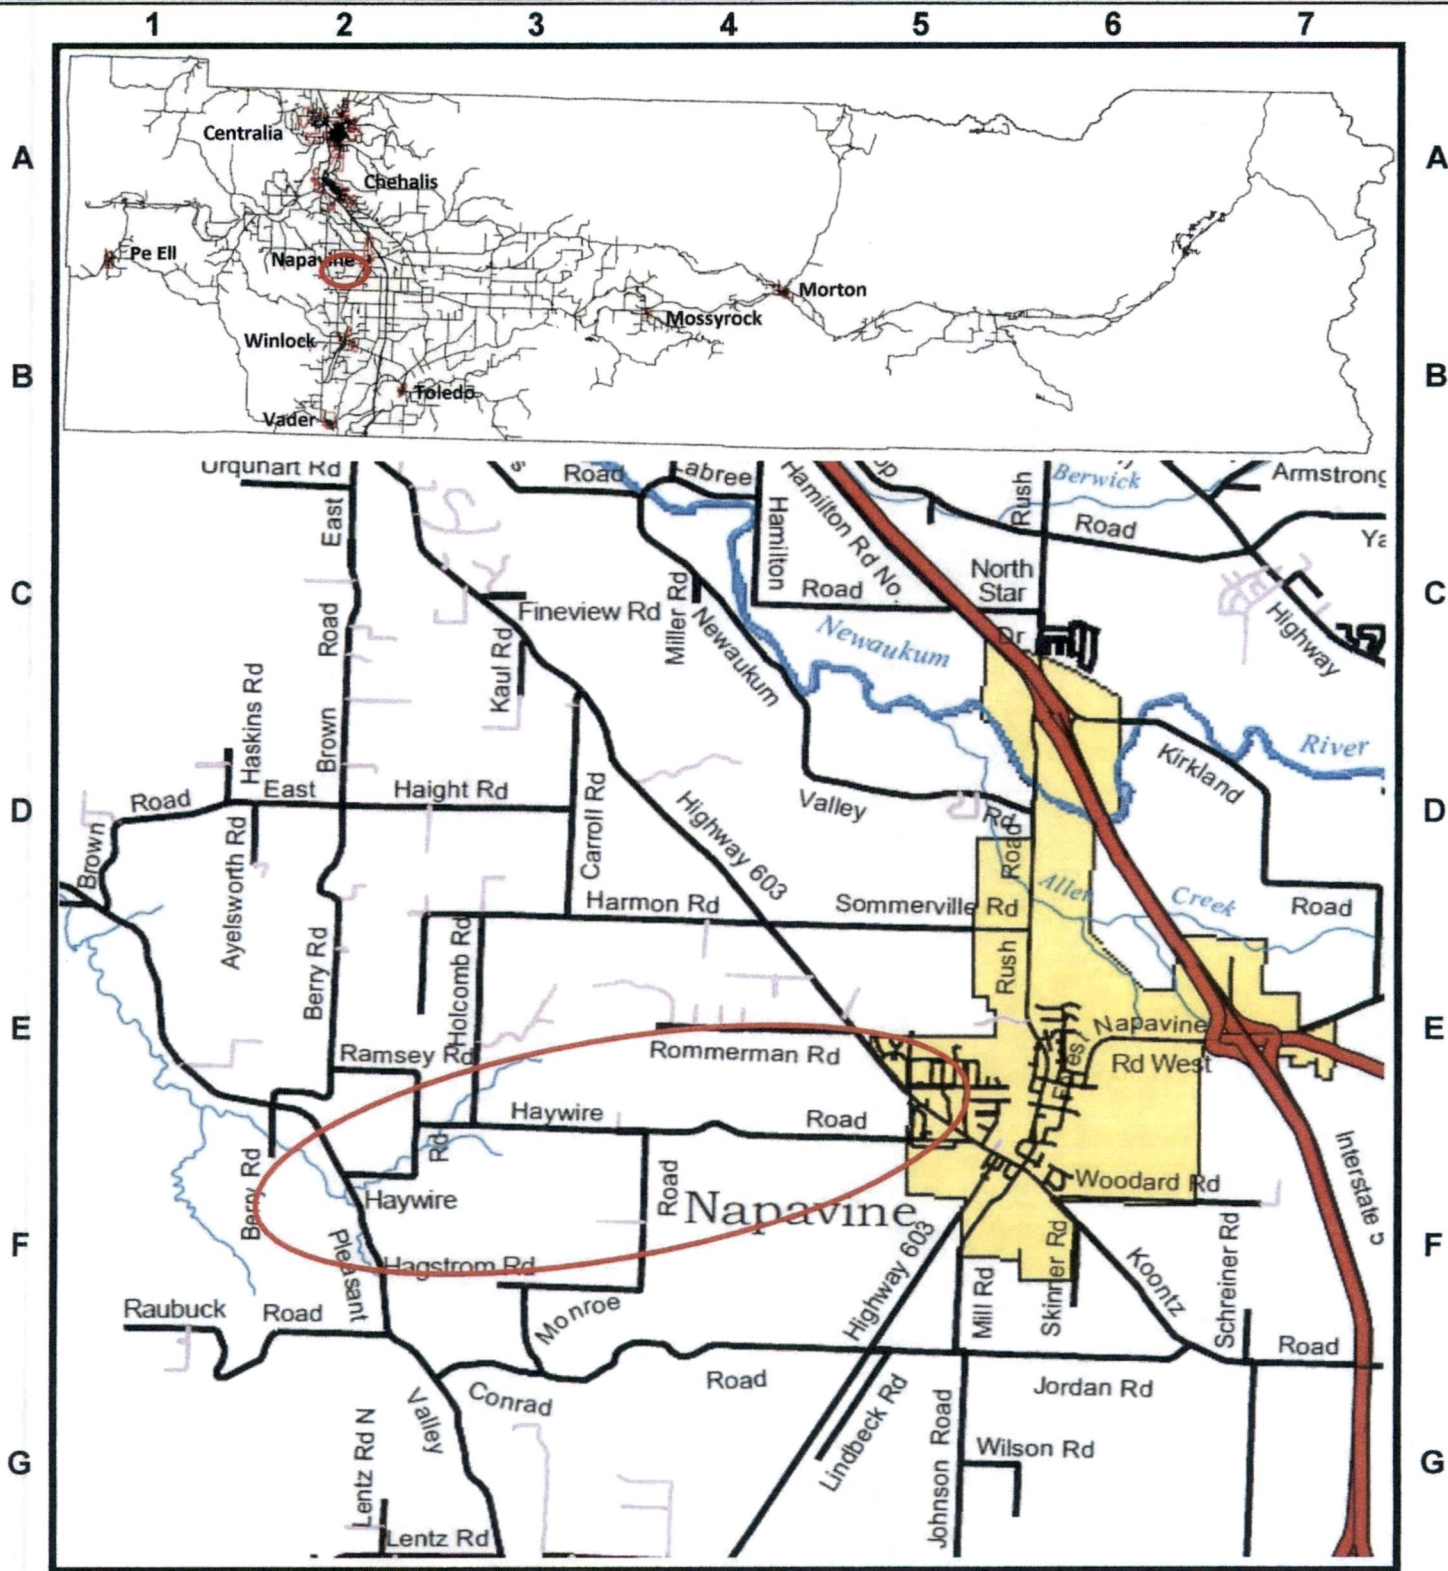 1 2 3 4 5 6 7
A A
Centralia
Chehalis
Pe Ell
Napavine
Morton
Mossyrock
Winlock
B B
Toledo
Vader
Urquhart Rd
Road
Labree
Berwick
Armstrong
East
Hamilton
Hamilton Rd No.
Rush
Road
Ya
C C
Fineview Rd
Miller Rd
Road
North
Star
Dr
Highway
Road
Kaul Rd
Newaukum
Newaukum
Haskins Rd
Brown
River
Kirkland
D D
Road
East
Haight Rd
Carroll Rd
Highway 603
Valley
Rd
Road
Brown
Ayelsworth Rd
Allen
Creek
Harmon Rd
Sommerville Rd
Road
Berry Rd
Holcomb Rd
Rush
E E
Ramsey Rd
Rommerman Rd
Forest
Napavine
Rd West
Haywire
Road
Rd
Interstate 5
Berry Rd
Haywire
Road
Napavine
Woodard Rd
F F
Pleasant
Hagstrom Rd
Highway 603
Mill Rd
Skinner Rd
Koontz
Schreiner Rd
Raubuck
Road
Monroe
Road
Conrad
Road
Lindbeck Rd
Jordan Rd
Valley
G G
Lentz Rd N
Johnson Road
Wilson Rd
Lentz Rd